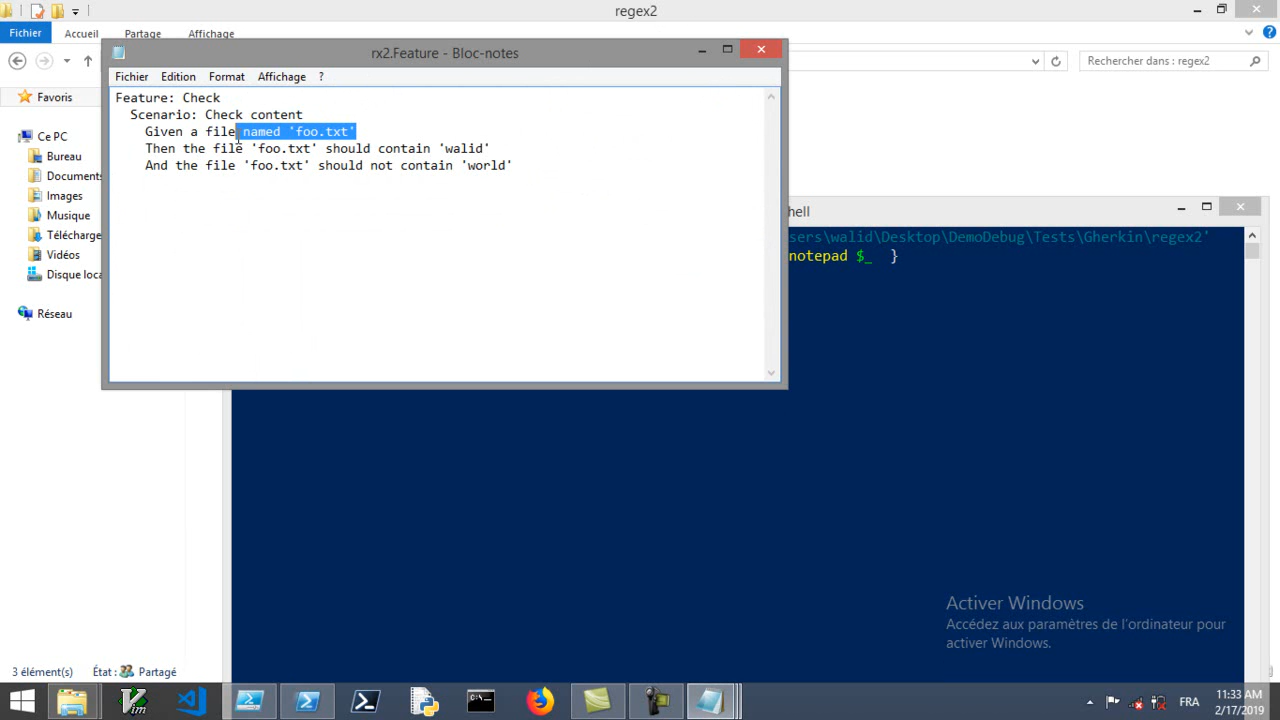 regex2
Fichier Accueil Partage Affichage
Rechercher dans : regex2
rx2.Feature - Bloc-notes
Fichier Edition Format Affichage ?
Feature: Check
Scenario: Check content
Given a file named 'foo.txt'
Then the file 'foo.txt' should contain 'walid'
And the file 'foo.txt' should not contain 'world'
Favoris
Ce PC
Bureau
Documents
Images
Musique
Télécharge
Vidéos
Disque loca
Réseau
hell
sers\walid\Desktop\DemoDebug\Tests\Gherkin\regex2'
notepad $_ }
Activer Windows
Accédez aux paramètres de l'ordinateur pour
activer Windows.
3 élément(s) État : Partagé
FRA
11:33 AM
2/17/2019